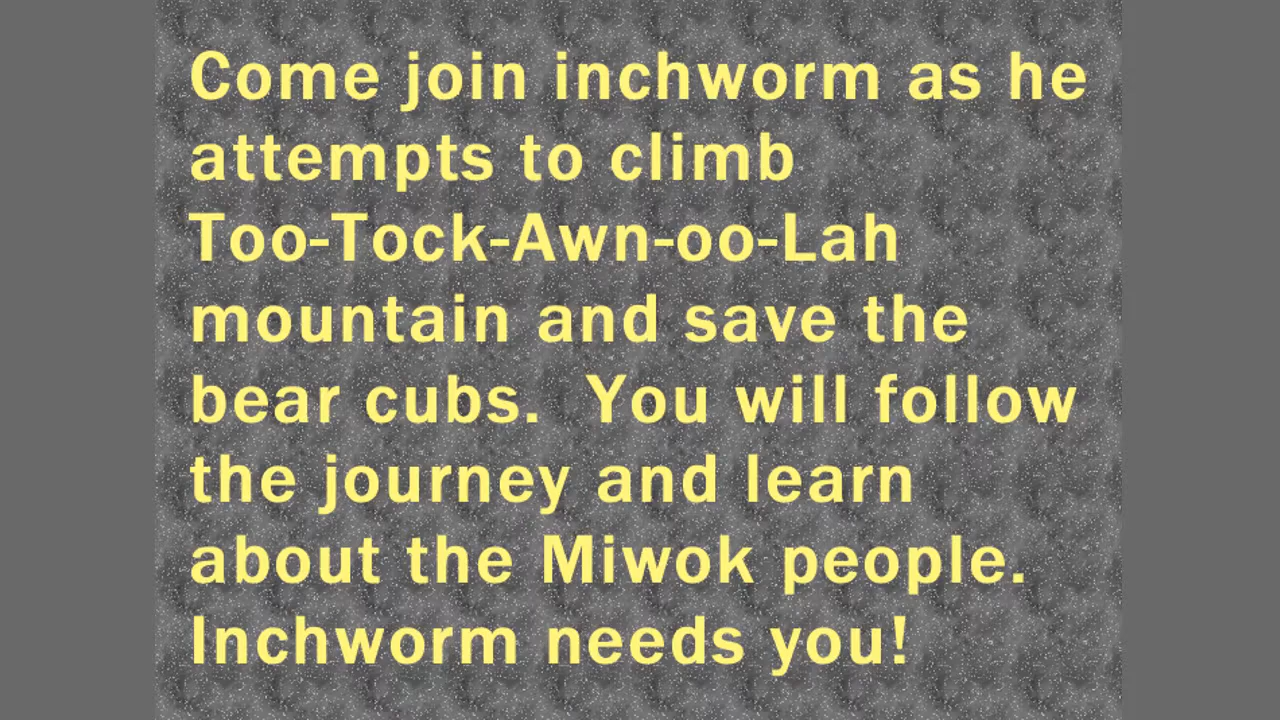 Come join inchworm as he
attempts to climb
Too-Tock-Awn-oo-Lah
mountain and save the
bear cubs.  You will follow
the journey and learn
about the Miwok people.
Inchworm needs you!